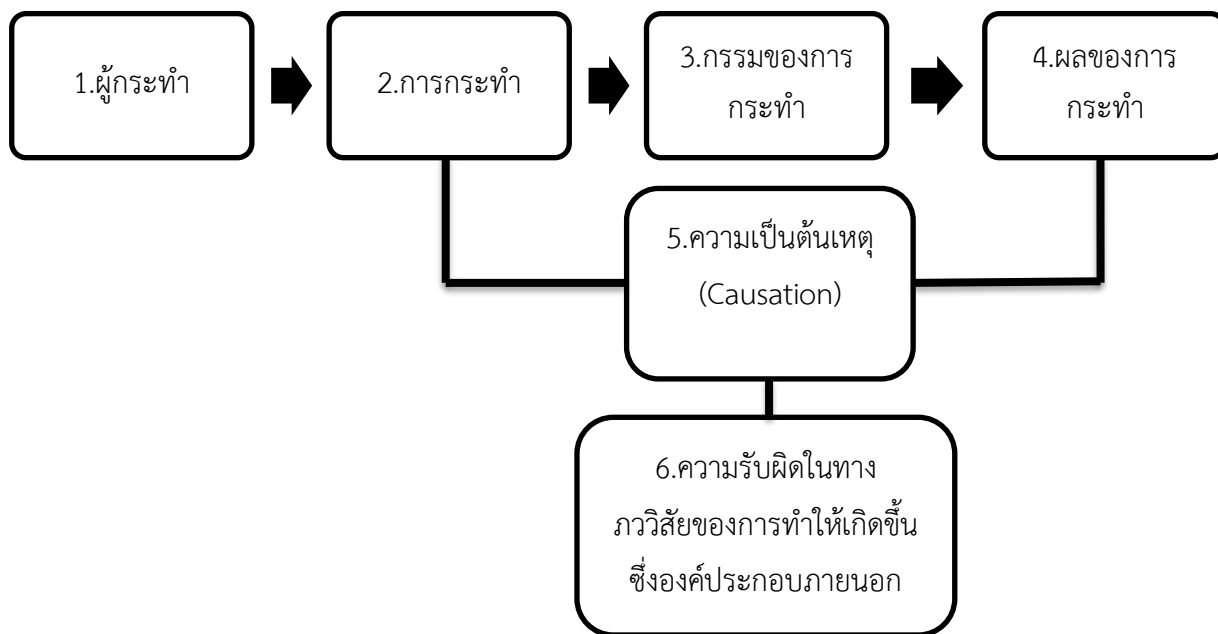 1.ผู้กระทำ
2.การกระทำ
3.กรรมของการ
กระทำ
4.ผลของการ
กระทำ
5.ความเป็นต้นเหตุ
(Causation)
6.ความรับผิดในทาง
ภววิสัยของการทำให้เกิดขึ้น
ซึ่งองค์ประกอบภายนอก